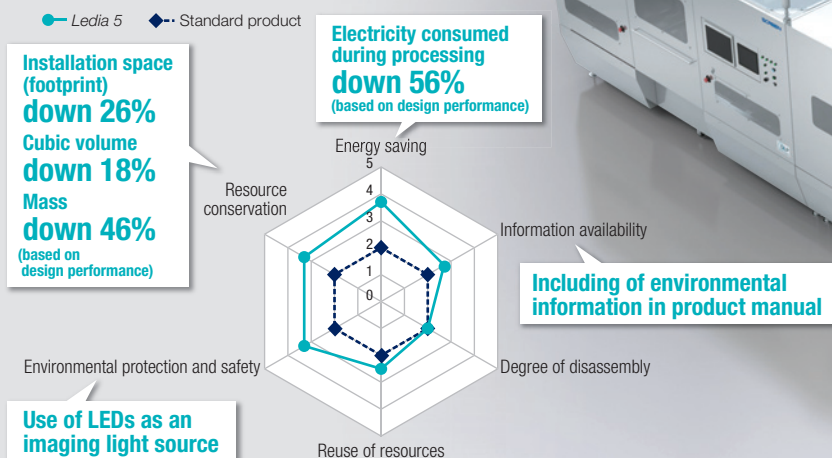 Ledia 5
Standard product
Installation space
(footprint)
down 26%
Cubic volume
down 18%
Mass
down 46%
(based on
design performance)
Electricity consumed
during processing
down 56%
(based on design performance)
Energy saving
5
4
3
2
1
0
Resource
conservation
Information availability
Including of environmental
information in product manual
Environmental protection and safety
Degree of disassembly
Use of LEDs as an
imaging light source
Reuse of resources